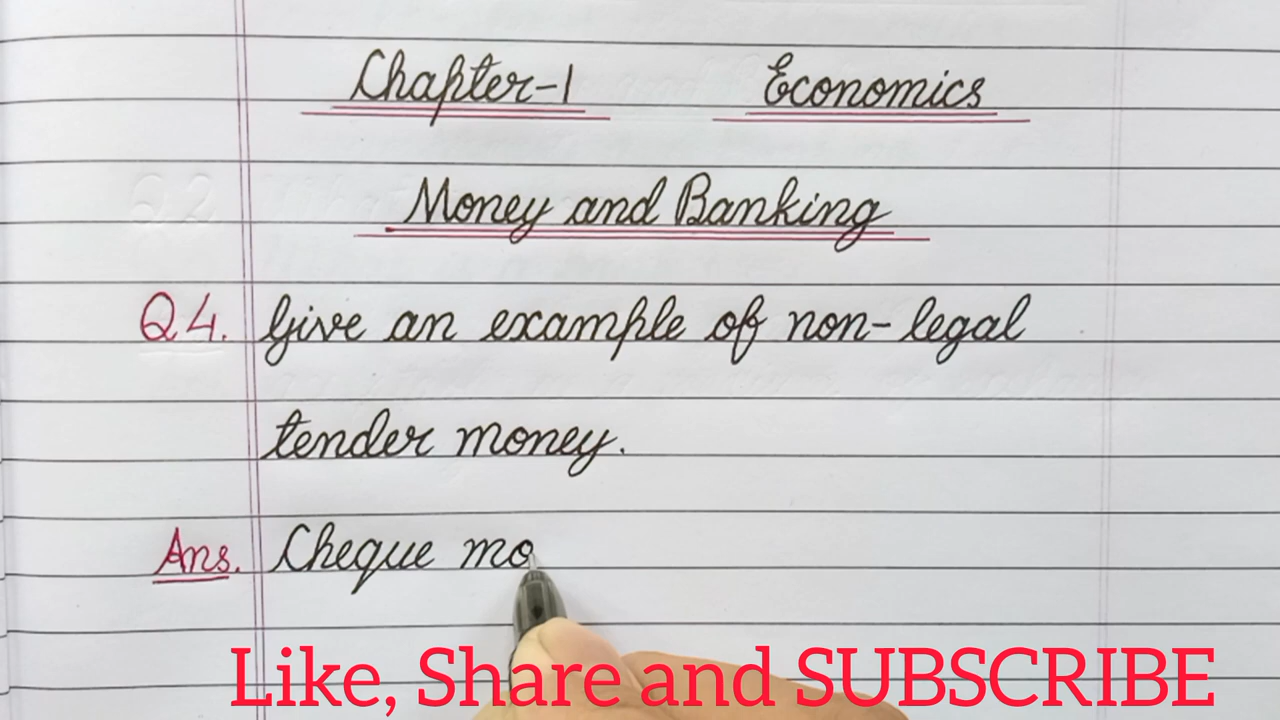 Chapter-1 Economics
Money and Banking
Q4. Give an example of non-legal
tender money.
Ans. Cheque mo
Like, Share and SUBSCRIBE